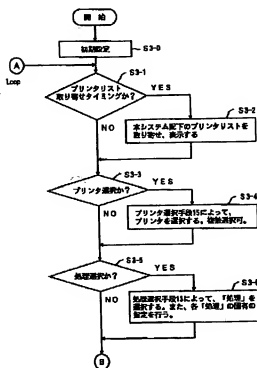 開始
初期設定
S3-0
A
Loop
S3-1
プリンタリスト
取り寄せタイミングか?
YES
S3-2
本システム配下のプリンタリストを
取り寄せ、表示する
NO
S3-3
プリンタ選択か?
YES
S3-4
プリンタ選択手段15によって、
プリンタを選択する。複数選択可。
NO
S3-5
処理選択か?
YES
S3-6
処理選択手段15によって、「処理」を
選択する。また、各「処理」の固有の
設定を行う。
NO
B